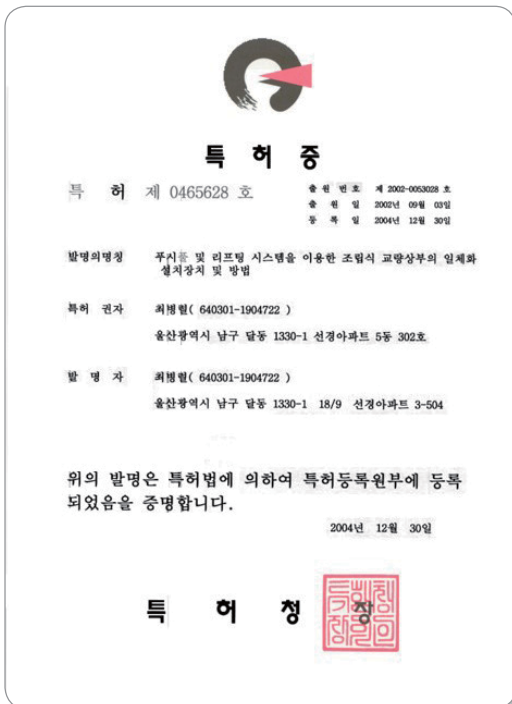 특 허 증
특 허 제 0465628 호
출 원 번 호 제 2002-0053028 호
출 원 일 2002년 09월 03일
등 록 일 2004년 12월 30일
발명의명칭 푸시풀 및 리프팅 시스템을 이용한 조립식 교량상부의 일체화
설치장치 및 방법
특허 권자 최병렬( 640301-1904722 )
울산광역시 남구 달동 1330-1 선경아파트 5동 302호
발 명 자 최병렬( 640301-1904722 )
울산광역시 남구 달동 1330-1 18/9 선경아파트 3-504
위의 발명은 특허법에 의하여 특허등록원부에 등록
되었음을 증명합니다.
2004년 12월 30일
특 허 청 장